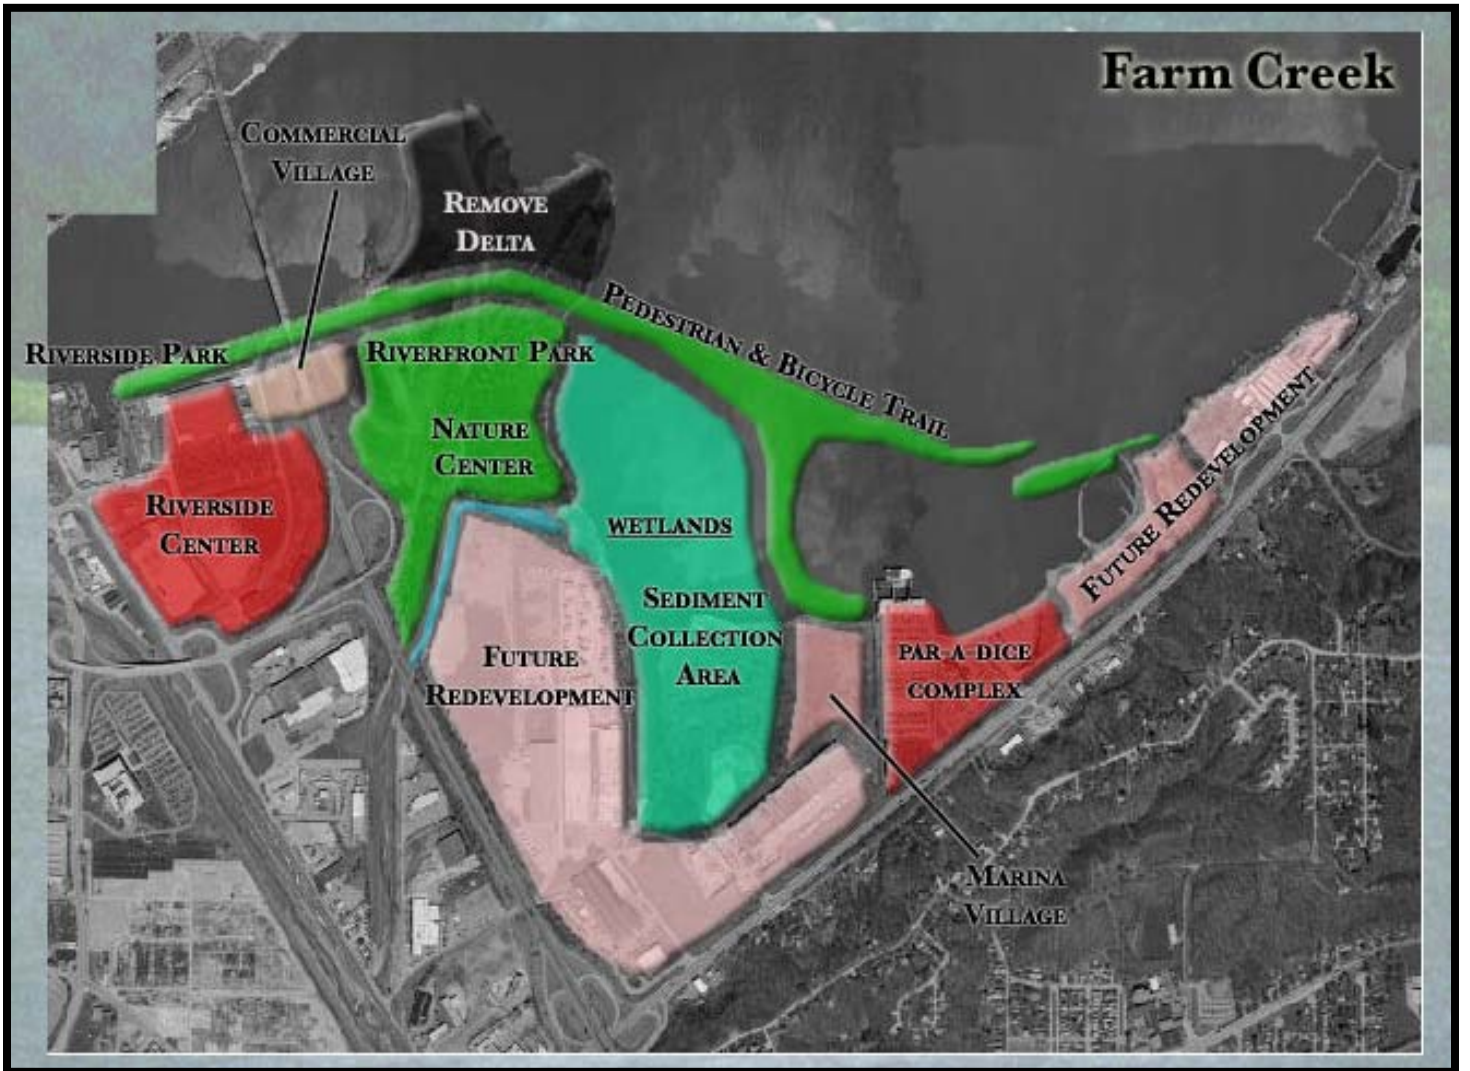 Farm Creek
Commercial
Village
Remove
Delta
Pedestrian & Bicycle Trail
Riverside Park
Riverfront Park
Nature
Center
Riverside
Center
WETLANDS
Sediment
Collection
Area
Future
Redevelopment
PAR-A-DICE
COMPLEX
Future Redevelopment
Marina
Village